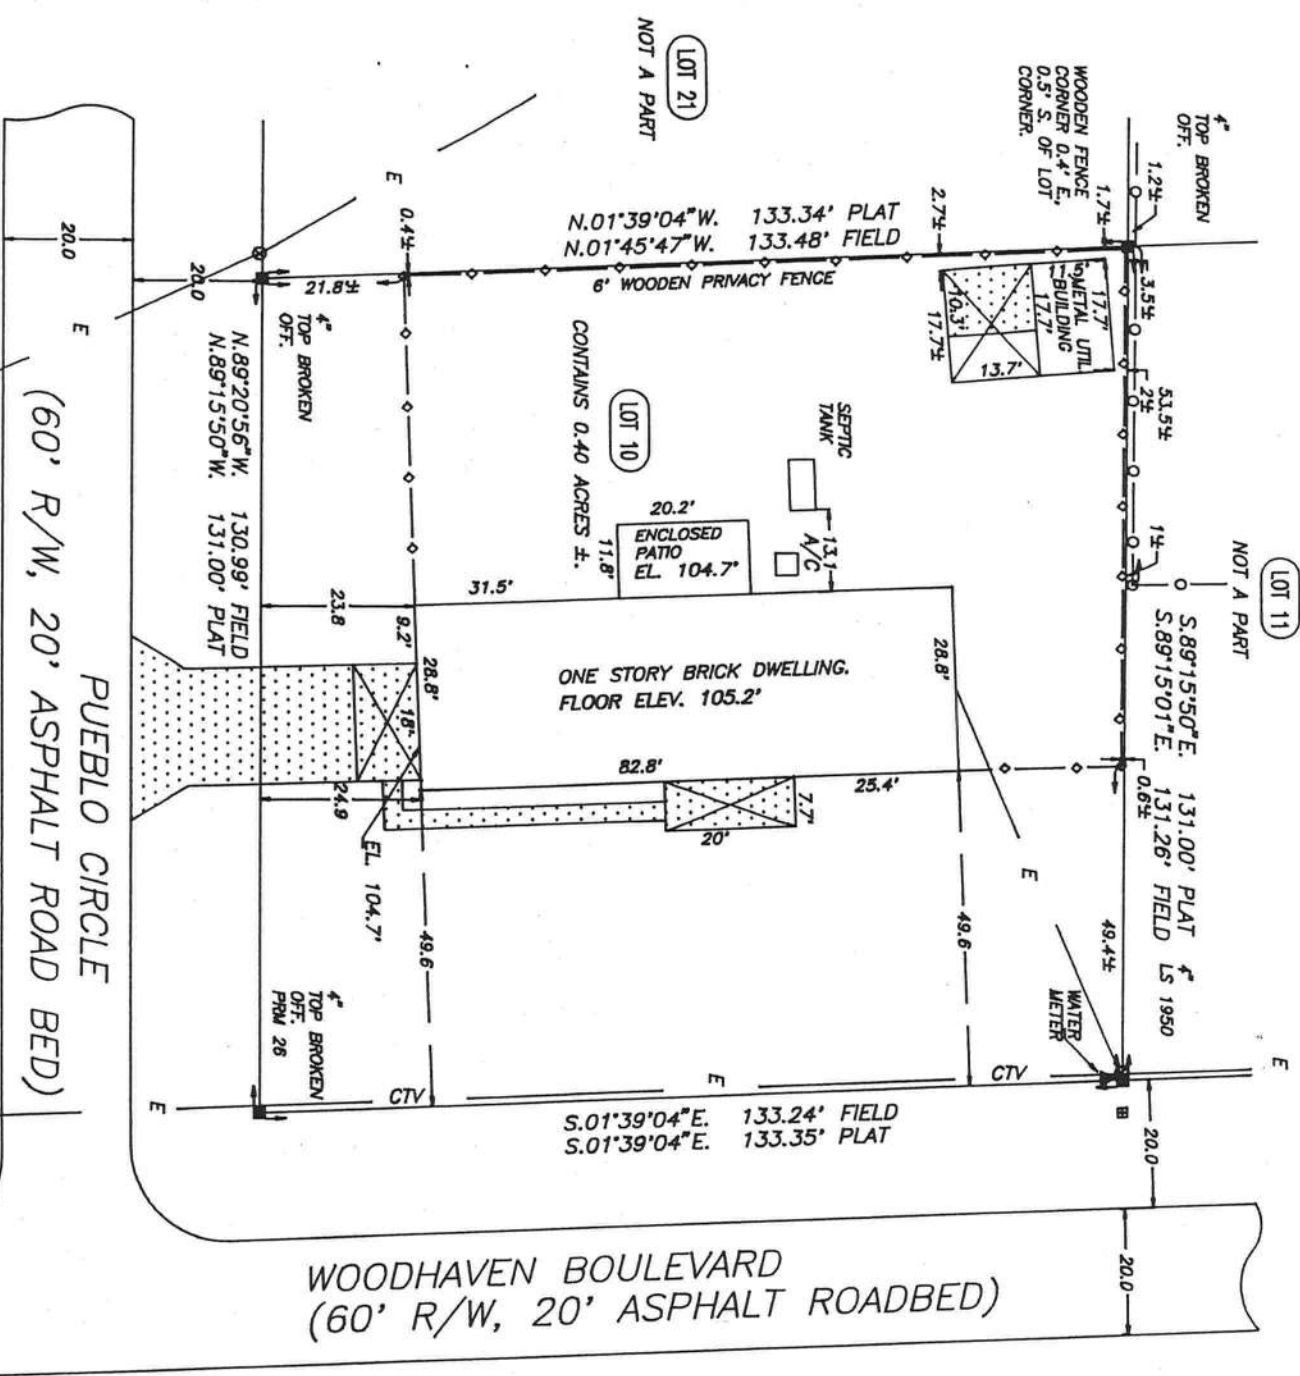 LOT 21
NOT A PART
WOODEN FENCE
CORNER 0.4' E.,
0.5' S. OF LOT
CORNER.
4"
TOP BROKEN
OFF.
1.2'±
1.7'±
2.7'±
N.01°39'04"W. 133.34' PLAT
N.01°45'47"W. 133.48' FIELD
6' WOODEN PRIVACY FENCE
E
0.4'±
21.8'±
20.0
20.0
E
4"
TOP BROKEN
OFF.
N.89°20'56"W. 130.99' FIELD
N.89°15'50"W. 131.00' PLAT
3.5'±
17.7'
11.5'
METAL UTIL.
BUILDING
17.7'
10.3'
17.7'±
13.7'
2'±
53.5'±
1'±
LOT 11
NOT A PART
S.89°15'50"E. 131.00' PLAT
S.89°15'01"E. 131.26' FIELD
4"
LS 1950
LOT 10
CONTAINS 0.40 ACRES ±.
SEPTIC
TANK
13.1
A/C
20.2'
ENCLOSED
PATIO
EL. 104.7'
11.8'
31.5'
23.8
9.2'
28.8'
28.8'
ONE STORY BRICK DWELLING.
FLOOR ELEV. 105.2'
18'
82.8'
25.4'
7.7'
20'
24.9
EL. 104.7'
0.6'±
49.4'±
49.6
49.6
E
WATER
METER
E
4"
TOP BROKEN
OFF.
PRM 26
E
CTV
E
CTV
S.01°39'04"E. 133.24' FIELD
S.01°39'04"E. 133.35' PLAT
20.0
20.0
PUEBLO CIRCLE
(60' R/W, 20' ASPHALT ROAD BED)
WOODHAVEN BOULEVARD
(60' R/W, 20' ASPHALT ROADBED)